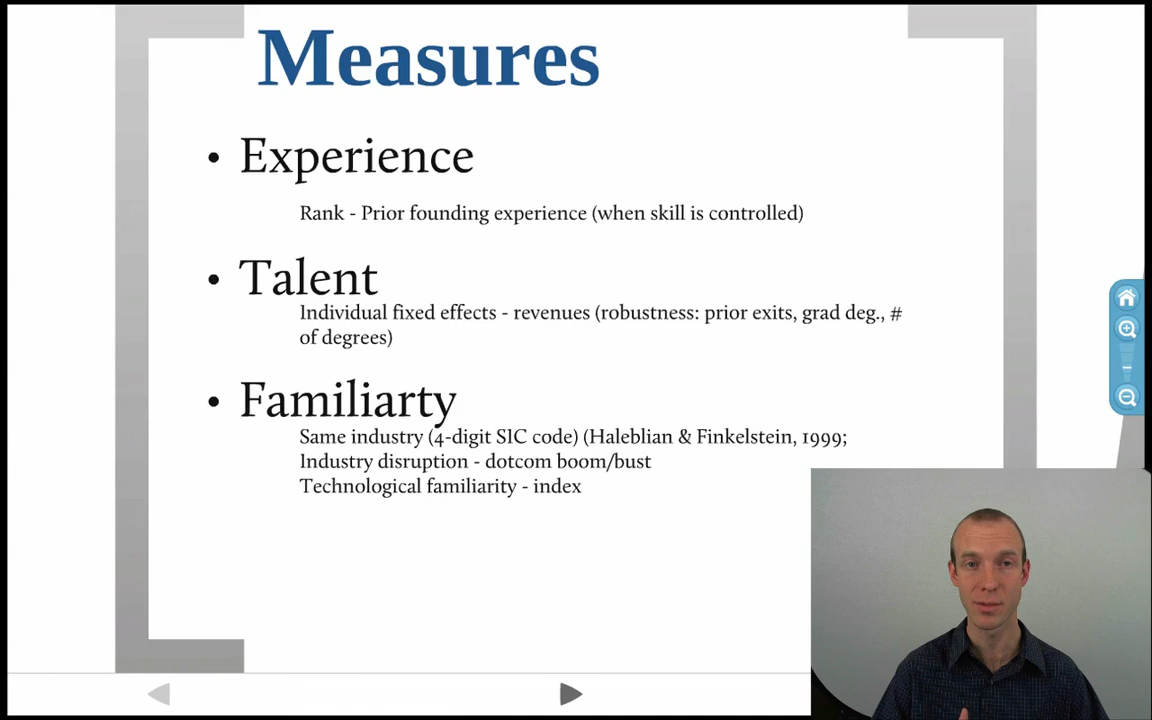 Measures
• Experience
Rank - Prior founding experience (when skill is controlled)
• Talent
Individual fixed effects - revenues (robustness: prior exits, grad deg., #
of degrees)
• Familiarty
Same industry (4-digit SIC code) (Haleblian & Finkelstein, 1999;
Industry disruption - dotcom boom/bust
Technological familiarity - index